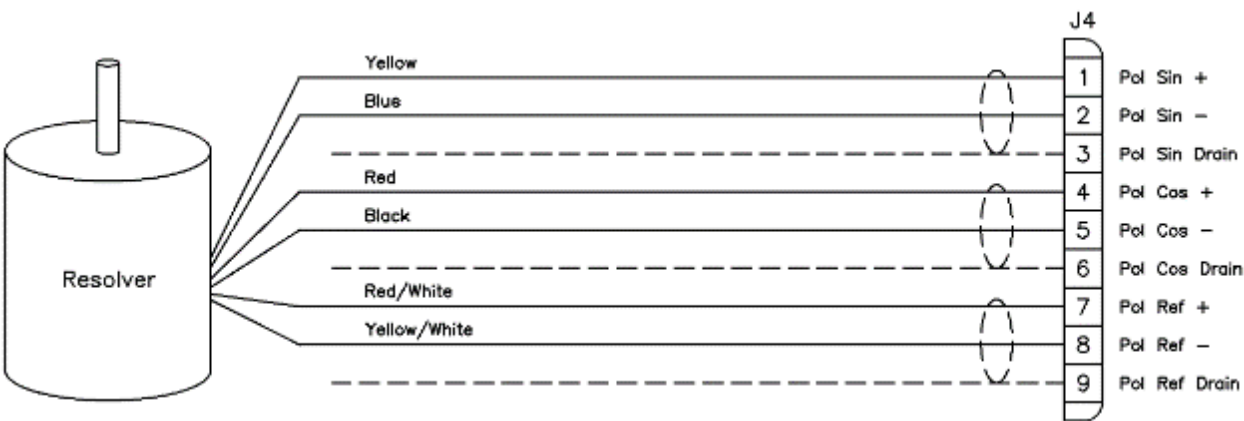 J4
Yellow
1 Pol Sin +
Blue
2 Pol Sin -
3 Pol Sin Drain
Red
4 Pol Cos +
Black
5 Pol Cos -
Resolver
6 Pol Cos Drain
Red/White
7 Pol Ref +
Yellow/White
8 Pol Ref -
9 Pol Ref Drain